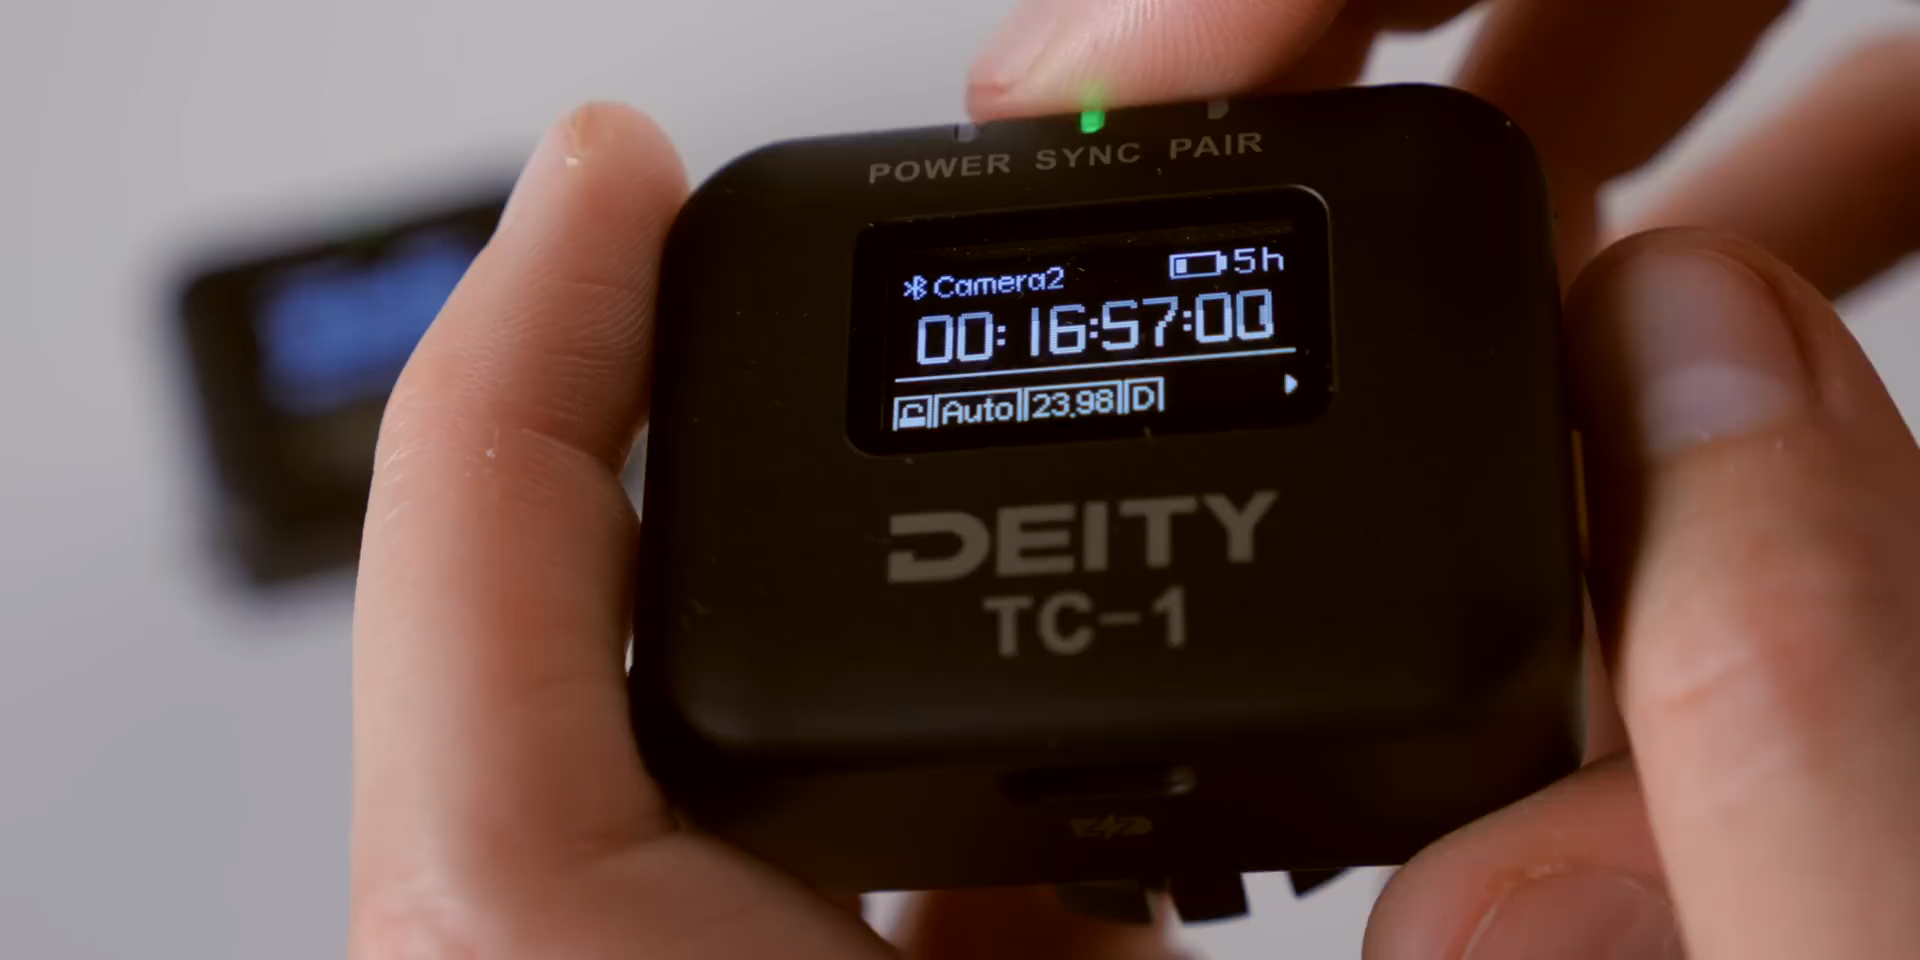 POWER SYNC PAIR
Camera2 5h
00:16:57:00
Auto 23.98 D
DEITY
TC-1